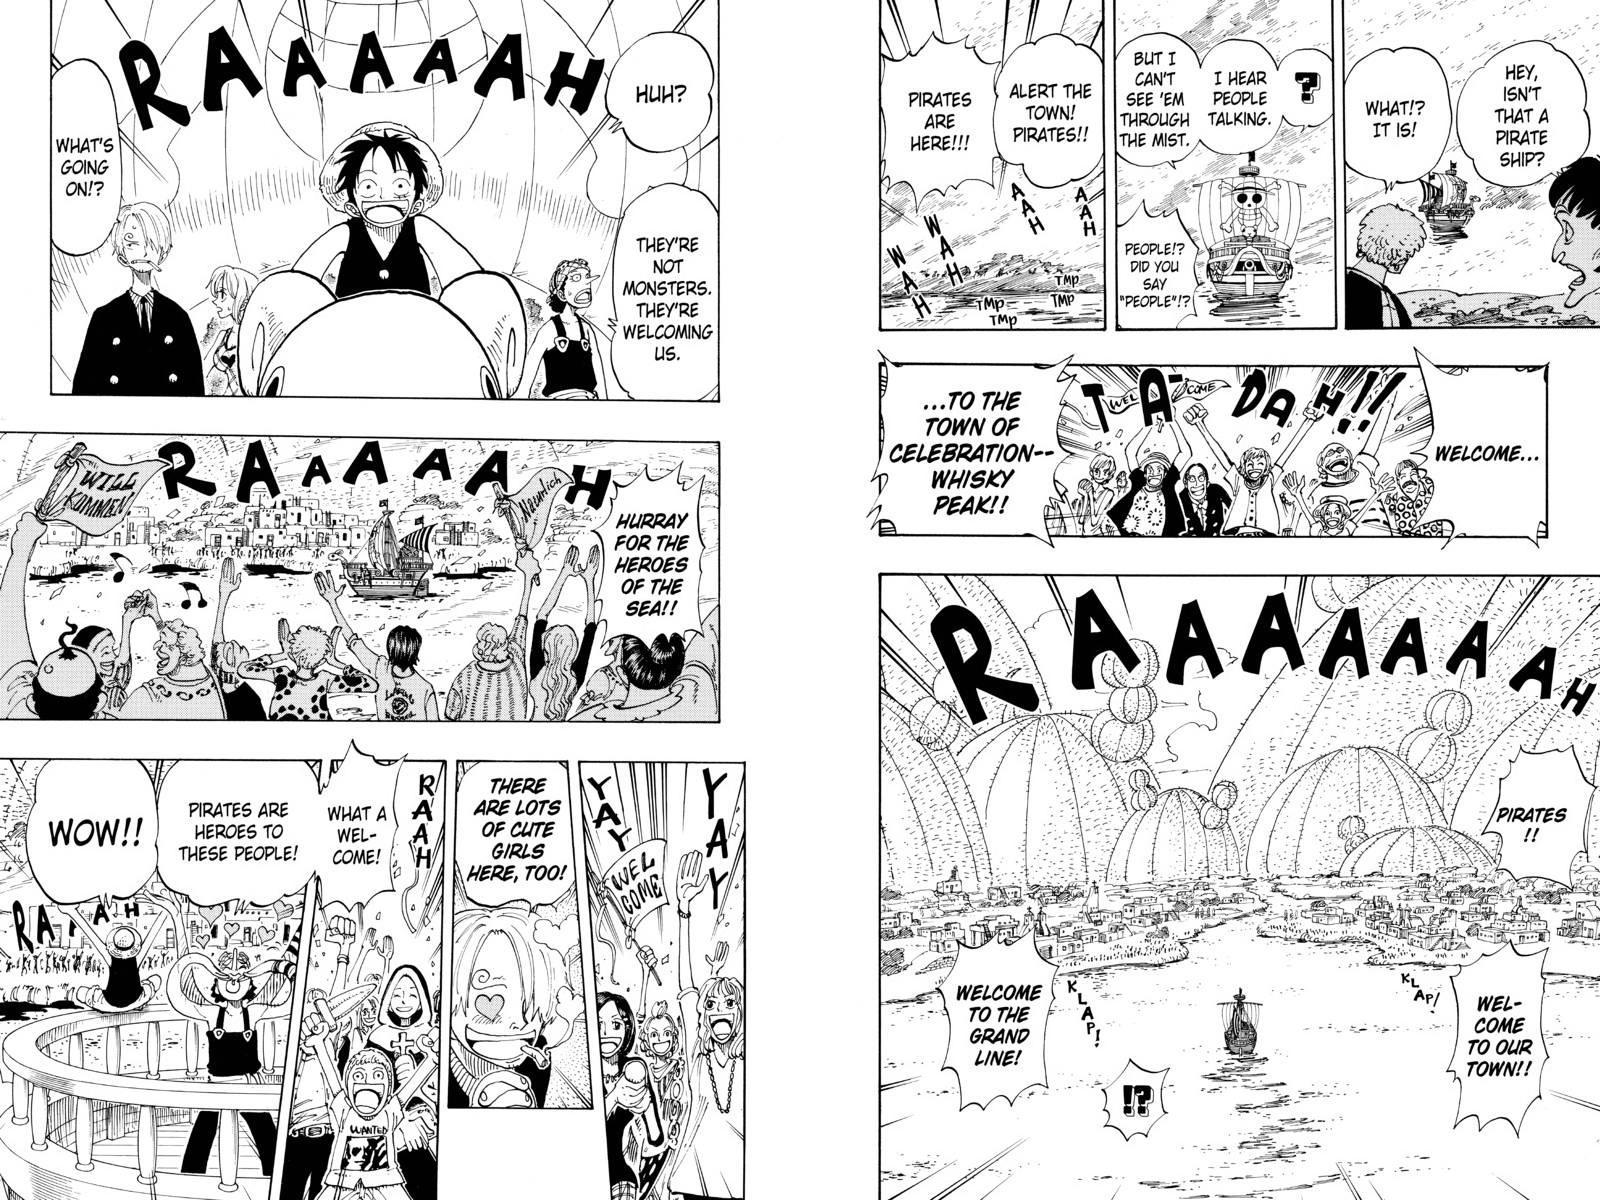 HEY,
ISN'T
THAT A
PIRATE
SHIP?
WHAT!?
IT IS!
?
I HEAR
PEOPLE
TALKING.
BUT I
CAN'T
SEE 'EM
THROUGH
THE MIST.
PEOPLE!?
DID YOU
SAY
"PEOPLE"!?
ALERT THE
TOWN!
PIRATES!!
PIRATES
ARE
HERE!!!
AAH
AAH
WAH
WAH
TMP
TMP
TMP
TMP
WELCOME...
TA-DAH!!
WELCOME
...TO THE
TOWN OF
CELEBRATION--
WHISKY
PEAK!!
RAAAAAAAAH
PIRATES
!!
WEL-
COME
TO OUR
TOWN!!
KLAP!
KLAP!
WELCOME
TO THE
GRAND
LINE!
!?
RAAAAAH
HUH?
WHAT'S
GOING
ON!?
THEY'RE
NOT
MONSTERS.
THEY'RE
WELCOMING
US.
RAAAAAAH
WILL
KOMMEN!
HURRAY
FOR THE
HEROES
OF THE
SEA!!
YAY
YAY
WEL
COME
THERE
ARE LOTS
OF CUTE
GIRLS
HERE, TOO!
RAAH
WHAT A
WEL-
COME!
WANTED
PIRATES ARE
HEROES TO
THESE PEOPLE!
WOW!!
RAAAH